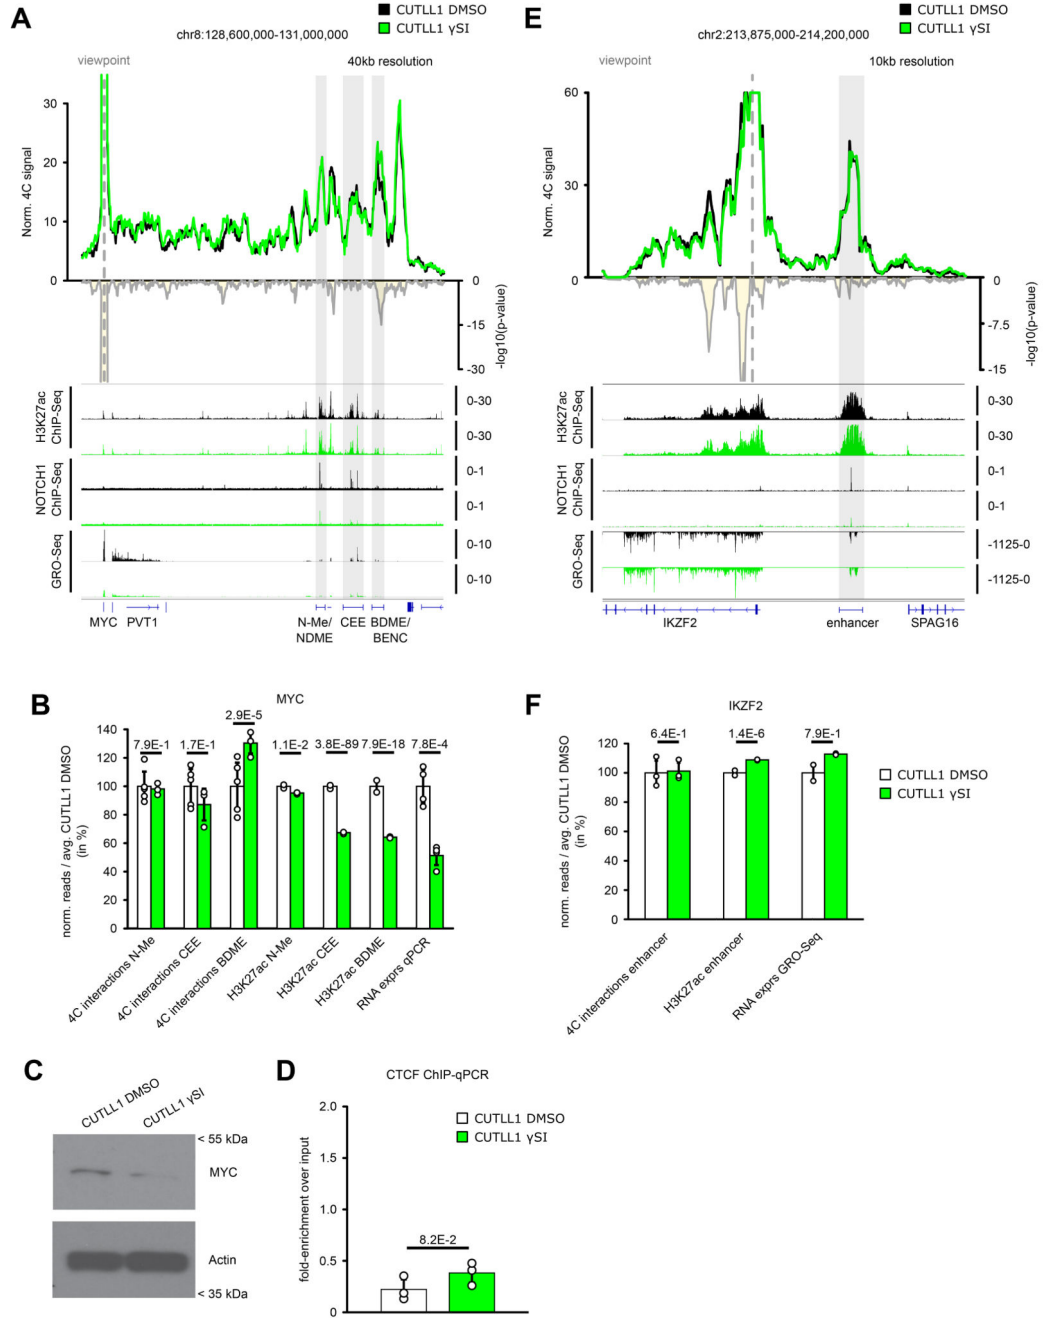 A
CUTLL1 DMSO
CUTLL1 γSI
chr8:128,600,000-131,000,000
viewpoint
40kb resolution
Norm. 4C signal
30
20
10
0
0
-15
-30
-log10(p-value)
H3K27ac
ChIP-Seq
0-30
0-30
NOTCH1
ChIP-Seq
0-1
0-1
GRO-Seq
0-10
0-10
MYC PVT1 N-Me/ CEE BDME/
NDME BENC
E
CUTLL1 DMSO
CUTLL1 γSI
chr2:213,875,000-214,200,000
viewpoint
10kb resolution
Norm. 4C signal
60
30
0
0
-7.5
-15
-log10(p-value)
H3K27ac
ChIP-Seq
0-30
0-30
NOTCH1
ChIP-Seq
0-1
0-1
GRO-Seq
-1125-0
-1125-0
IKZF2 enhancer SPAG16
B
MYC
norm. reads / avg. CUTLL1 DMSO
(in %)
140
120
100
80
60
40
20
0
7.9E-1 1.7E-1 2.9E-5 1.1E-2 3.8E-89 7.9E-18 7.8E-4
4C interactions N-Me
4C interactions CEE
4C interactions BDME
H3K27ac N-Me
H3K27ac CEE
H3K27ac BDME
RNA exprs qPCR
F
IKZF2
norm. reads / avg. CUTLL1 DMSO
(in %)
120
100
80
60
40
20
0
6.4E-1 1.4E-6 7.9E-1
CUTLL1 DMSO
CUTLL1 γSI
4C interactions enhancer
H3K27ac enhancer
RNA exprs GRO-Seq
C
CUTLL1 DMSO
CUTLL1 γSI
< 55 kDa
MYC
Actin
< 35 kDa
D
CTCF ChIP-qPCR
CUTLL1 DMSO
CUTLL1 γSI
fold-enrichment over input
2.0
1.5
1.0
0.5
0
8.2E-2